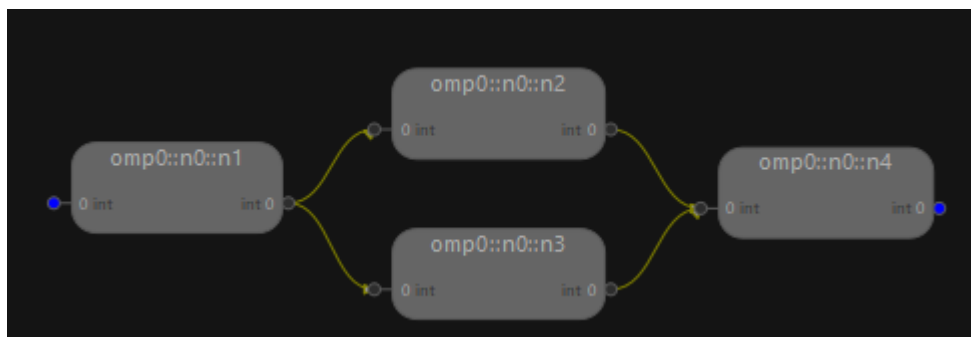 omp0::n0::n1
0 int int 0
omp0::n0::n2
0 int int 0
omp0::n0::n3
0 int int 0
omp0::n0::n4
0 int int 0